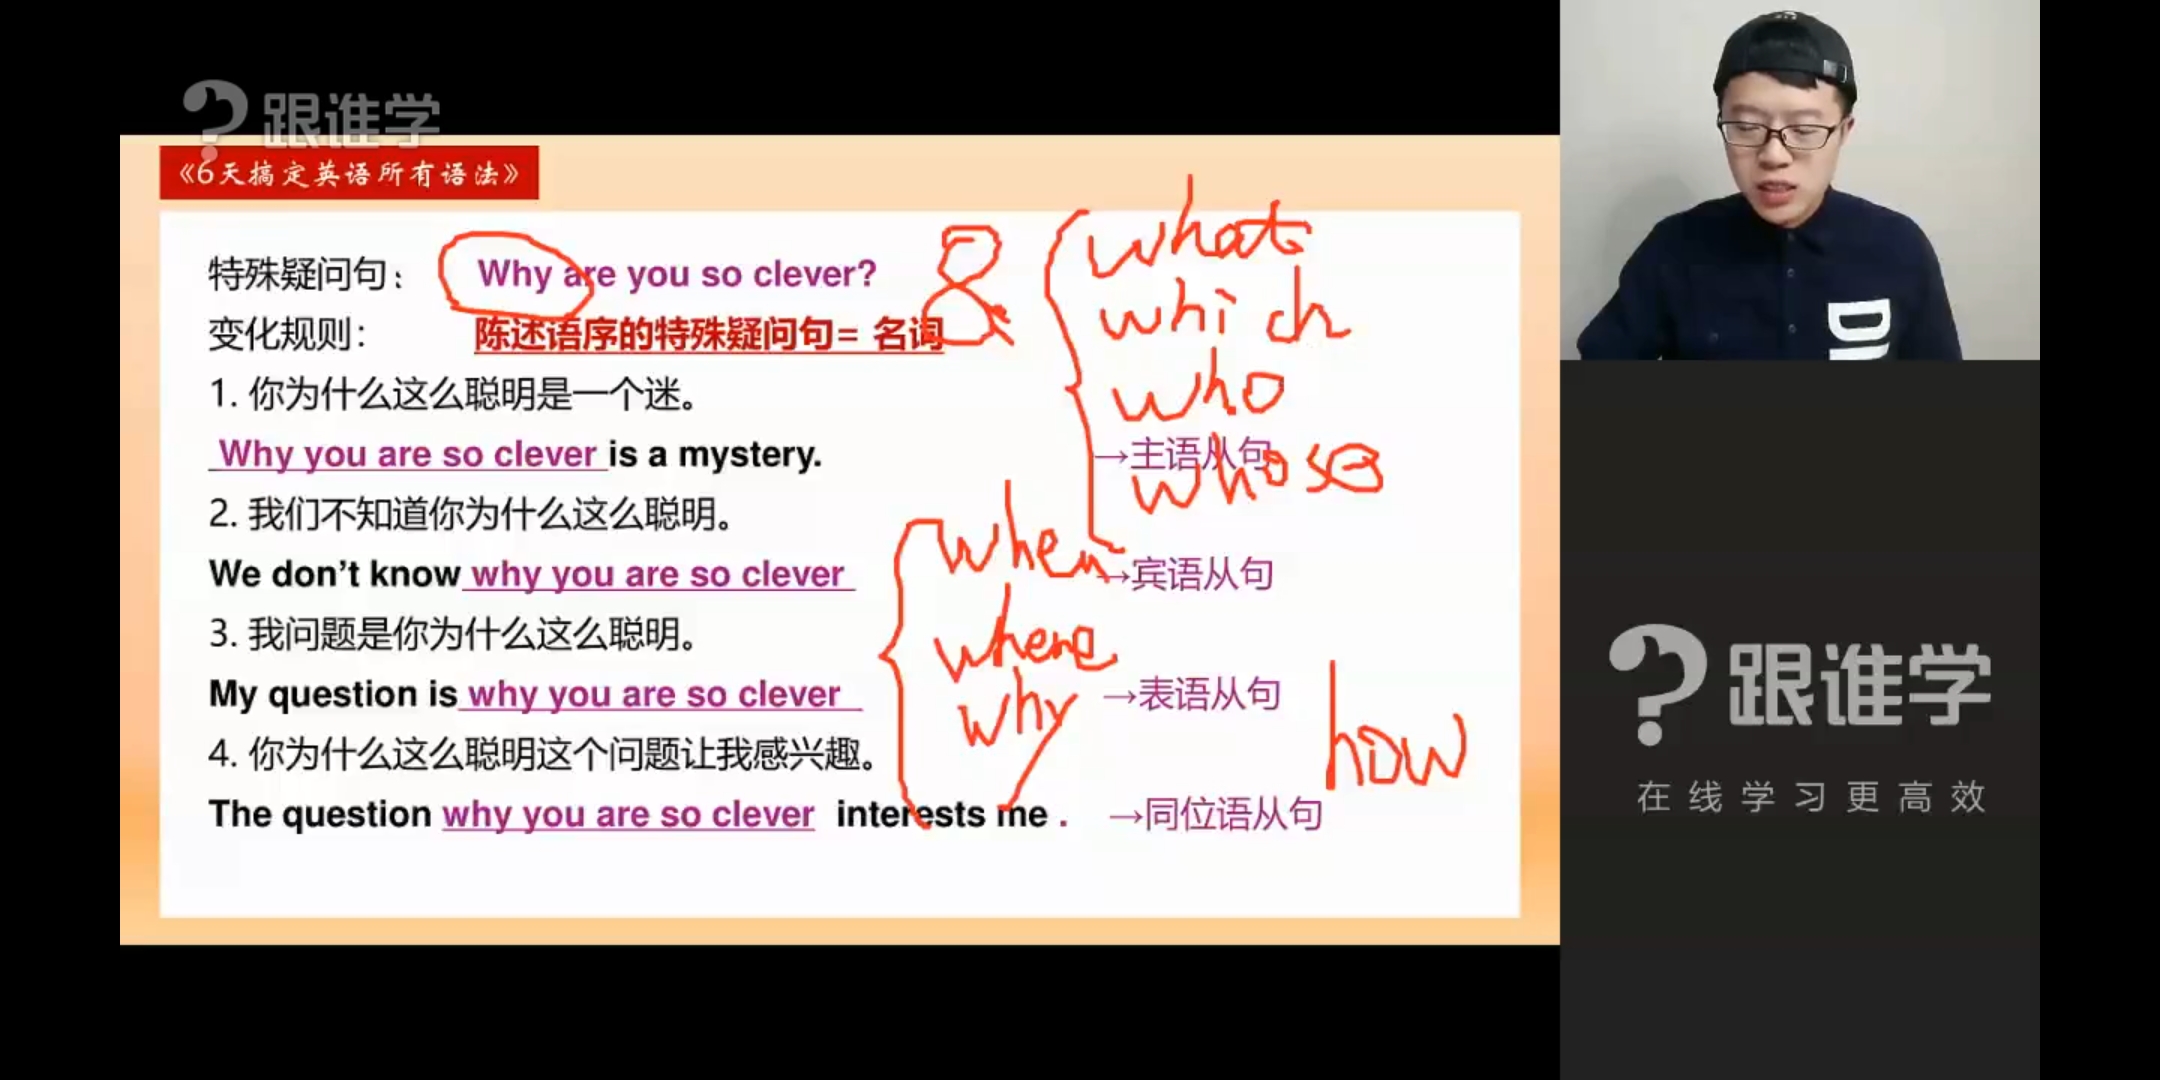 跟谁学
《6天搞定英语所有语法》
特殊疑问句： Why are you so clever?
变化规则： 陈述语序的特殊疑问句= 名词
1. 你为什么这么聪明是一个迷。
Why you are so clever is a mystery. →主语从句
2. 我们不知道你为什么这么聪明。
We don’t know why you are so clever →宾语从句
3. 我问题是你为什么这么聪明。
My question is why you are so clever →表语从句
4. 你为什么这么聪明这个问题让我感兴趣。
The question why you are so clever interests me . →同位语从句
8
what
which
who
whose
when
where
why
how
跟谁学
在线学习更高效